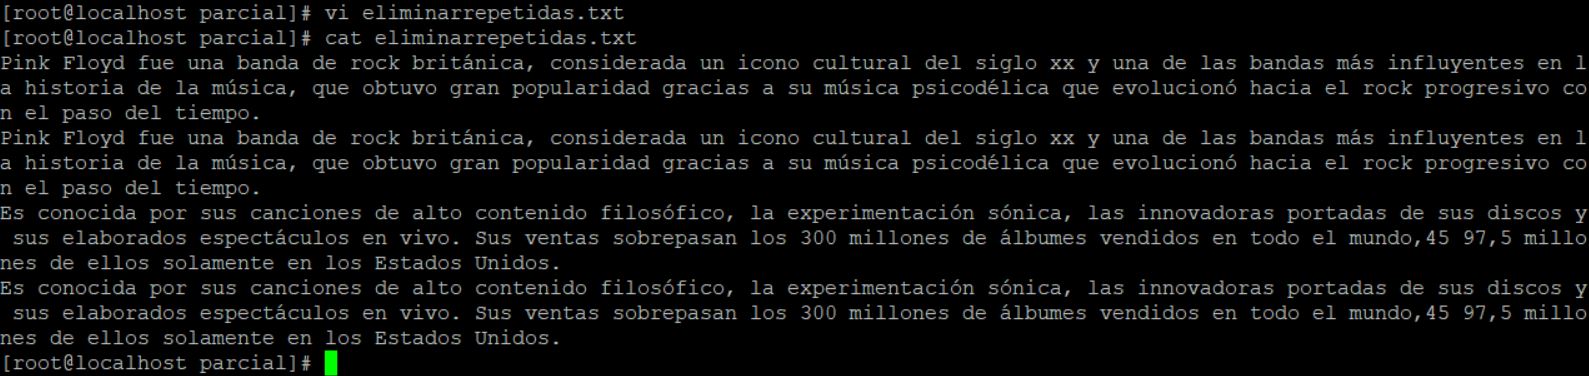 [root@localhost parcial]# vi eliminarrepetidas.txt
[root@localhost parcial]# cat eliminarrepetidas.txt
Pink Floyd fue una banda de rock británica, considerada un icono cultural del siglo xx y una de las bandas más influyentes en l
a historia de la música, que obtuvo gran popularidad gracias a su música psicodélica que evolucionó hacia el rock progresivo co
n el paso del tiempo.
Pink Floyd fue una banda de rock británica, considerada un icono cultural del siglo xx y una de las bandas más influyentes en l
a historia de la música, que obtuvo gran popularidad gracias a su música psicodélica que evolucionó hacia el rock progresivo co
n el paso del tiempo.
Es conocida por sus canciones de alto contenido filosófico, la experimentación sónica, las innovadoras portadas de sus discos y
 sus elaborados espectáculos en vivo. Sus ventas sobrepasan los 300 millones de álbumes vendidos en todo el mundo,45 97,5 millo
nes de ellos solamente en los Estados Unidos.
Es conocida por sus canciones de alto contenido filosófico, la experimentación sónica, las innovadoras portadas de sus discos y
 sus elaborados espectáculos en vivo. Sus ventas sobrepasan los 300 millones de álbumes vendidos en todo el mundo,45 97,5 millo
nes de ellos solamente en los Estados Unidos.
[root@localhost parcial]#